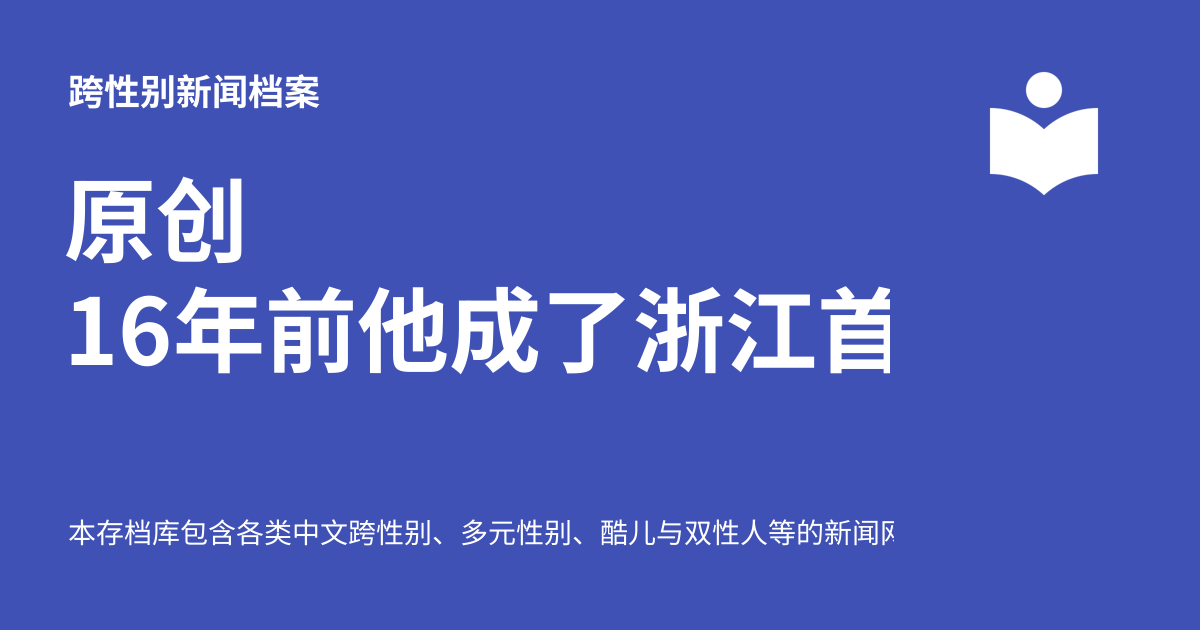 跨性别新闻档案
原创
16年前他成了浙江首
本存档库包含各类中文跨性别、多元性别、酷儿与双性人等的新闻网